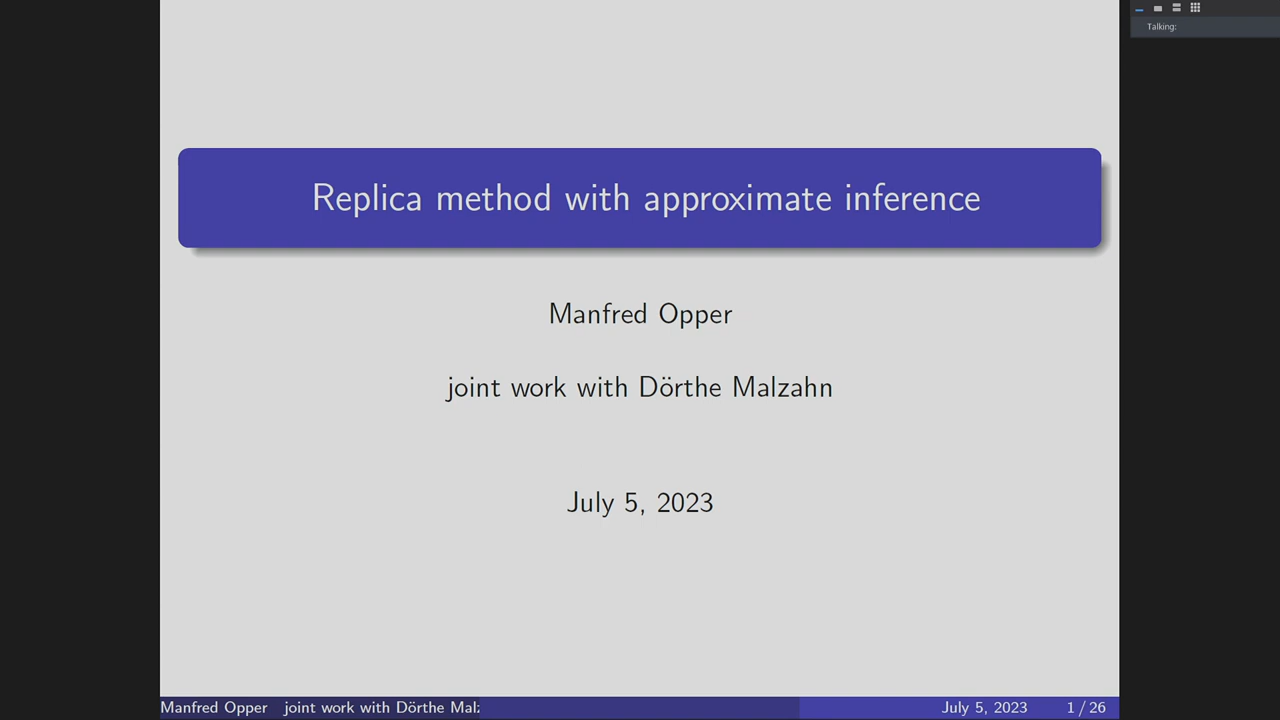 Talking:
Replica method with approximate inference
Manfred Opper
joint work with Dörthe Malzahn
July 5, 2023
Manfred Opper joint work with Dörthe Malz
July 5, 2023 1 / 26